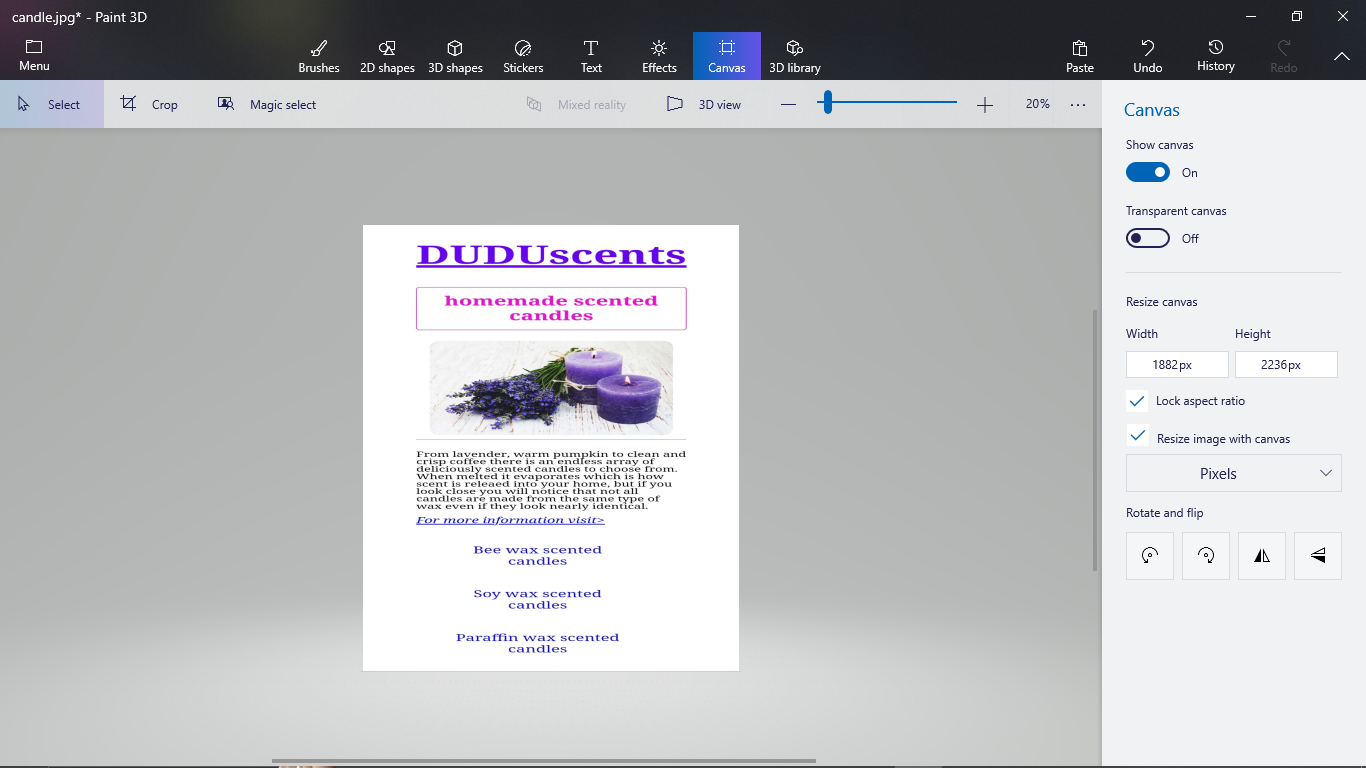 candle.jpg* - Paint 3D
Menu
Brushes
2D shapes
3D shapes
Stickers
Text
Effects
Canvas
3D library
Paste
Undo
History
Redo
Select
Crop
Magic select
Mixed reality
3D view
20%
Canvas
Show canvas
On
Transparent canvas
Off
Resize canvas
Width
Height
1882px
2236px
Lock aspect ratio
Resize image with canvas
Pixels
Rotate and flip
DUDUscents
homemade scented
candles
From lavender, warm pumpkin to clean and
crisp coffee there is an endless array of
deliciously scented candles to choose from.
When melted it evaporates which is how
scent is releaed into your home, but if you
look close you will notice that not all
candles are made from the same type of
wax even if they look nearly identical.
For more information visit>
Bee wax scented
candles
Soy wax scented
candles
Paraffin wax scented
candles